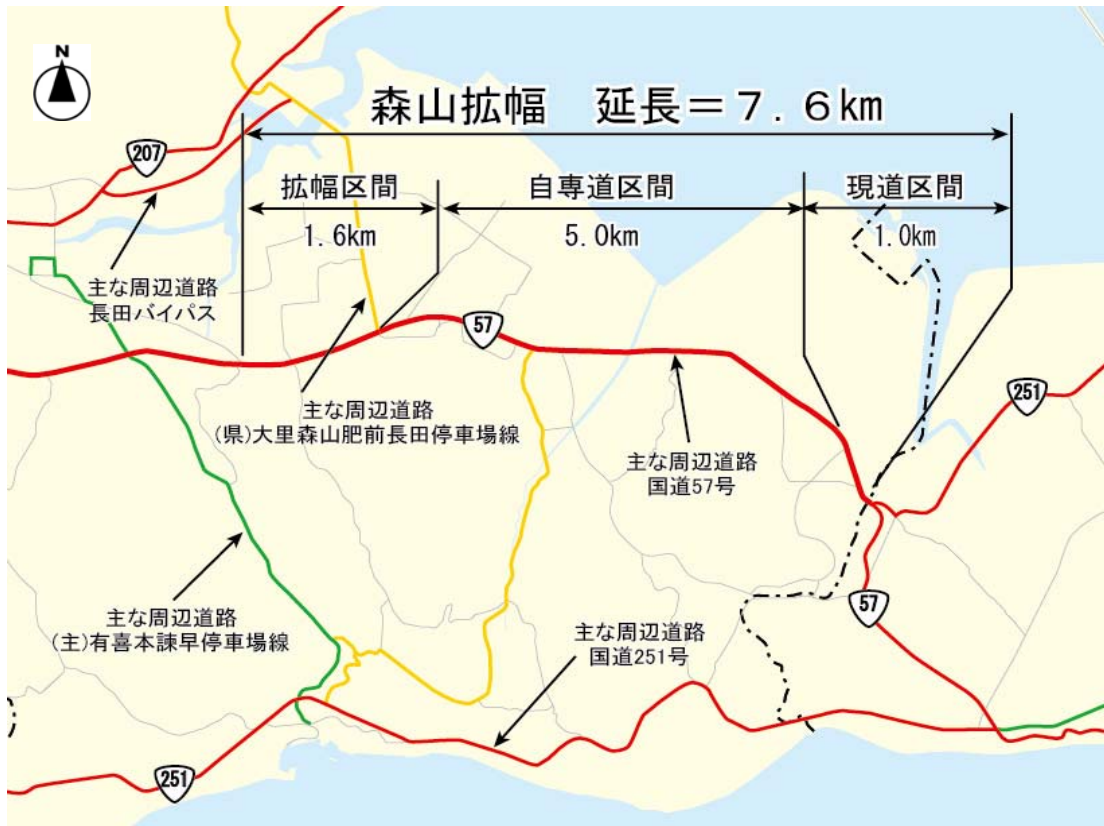 N
森山拡幅　延長＝７．６km
207
拡幅区間
自専道区間
現道区間
1.6km
5.0km
1.0km
主な周辺道路
長田バイパス
57
251
主な周辺道路
(県)大里森山肥前長田停車場線
主な周辺道路
国道57号
主な周辺道路
(主)有喜本諫早停車場線
主な周辺道路
国道251号
57
251